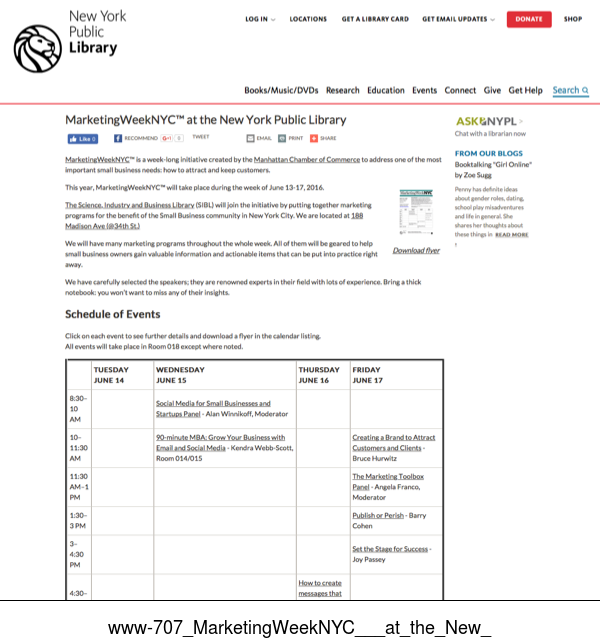 New York
Public
Library
LOG IN
LOCATIONS
GET A LIBRARY CARD
GET EMAIL UPDATES
DONATE
SHOP
Books/Music/DVDs Research Education Events Connect Give Get Help Search
MarketingWeekNYC™ at the New York Public Library
Like 0
RECOMMEND
G+1 0
TWEET
EMAIL
PRINT
SHARE
MarketingWeekNYC™ is a week-long initiative created by the Manhattan Chamber of Commerce to address one of the most
important small business needs: how to attract and keep customers.
This year, MarketingWeekNYC™ will take place during the week of June 13-17, 2016.
The Science, Industry and Business Library (SIBL) will join the initiative by putting together marketing
programs for the benefit of the Small Business community in New York City. We are located at 188
Madison Ave (@34th St.)
We will have many marketing programs throughout the whole week. All of them will be geared to help
small business owners gain valuable information and actionable items that can be put into practice right
away.
Download flyer
We have carefully selected the speakers; they are renowned experts in their field with lots of experience. Bring a thick
notebook: you won't want to miss any of their insights.
ASK NYPL >
Chat with a librarian now
FROM OUR BLOGS
Booktalking "Girl Online"
by Zoe Sugg
Penny has definite ideas
about gender roles, dating,
school play misadventures
and life in general. She
shares her thoughts about
these things in READ MORE
Schedule of Events
Click on each event to see further details and download a flyer in the calendar listing.
All events will take place in Room 018 except where noted.
TUESDAY
JUNE 14
WEDNESDAY
JUNE 15
THURSDAY
JUNE 16
FRIDAY
JUNE 17
8:30-
10
AM
Social Media for Small Businesses and
Startups Panel - Alan Winnikoff, Moderator
10-
11:30
AM
90-minute MBA: Grow Your Business with
Email and Social Media - Kendra Webb-Scott,
Room 014/015
Creating a Brand to Attract
Customers and Clients -
Bruce Hurwitz
11:30
AM-1
PM
The Marketing Toolbox
Panel - Angela Franco,
Moderator
1:30-
3 PM
Publish or Perish - Barry
Cohen
3-
4:30
PM
Set the Stage for Success -
Joy Passey
4:30-
How to create
messages that
www-707_MarketingWeekNYC___at_the_New_